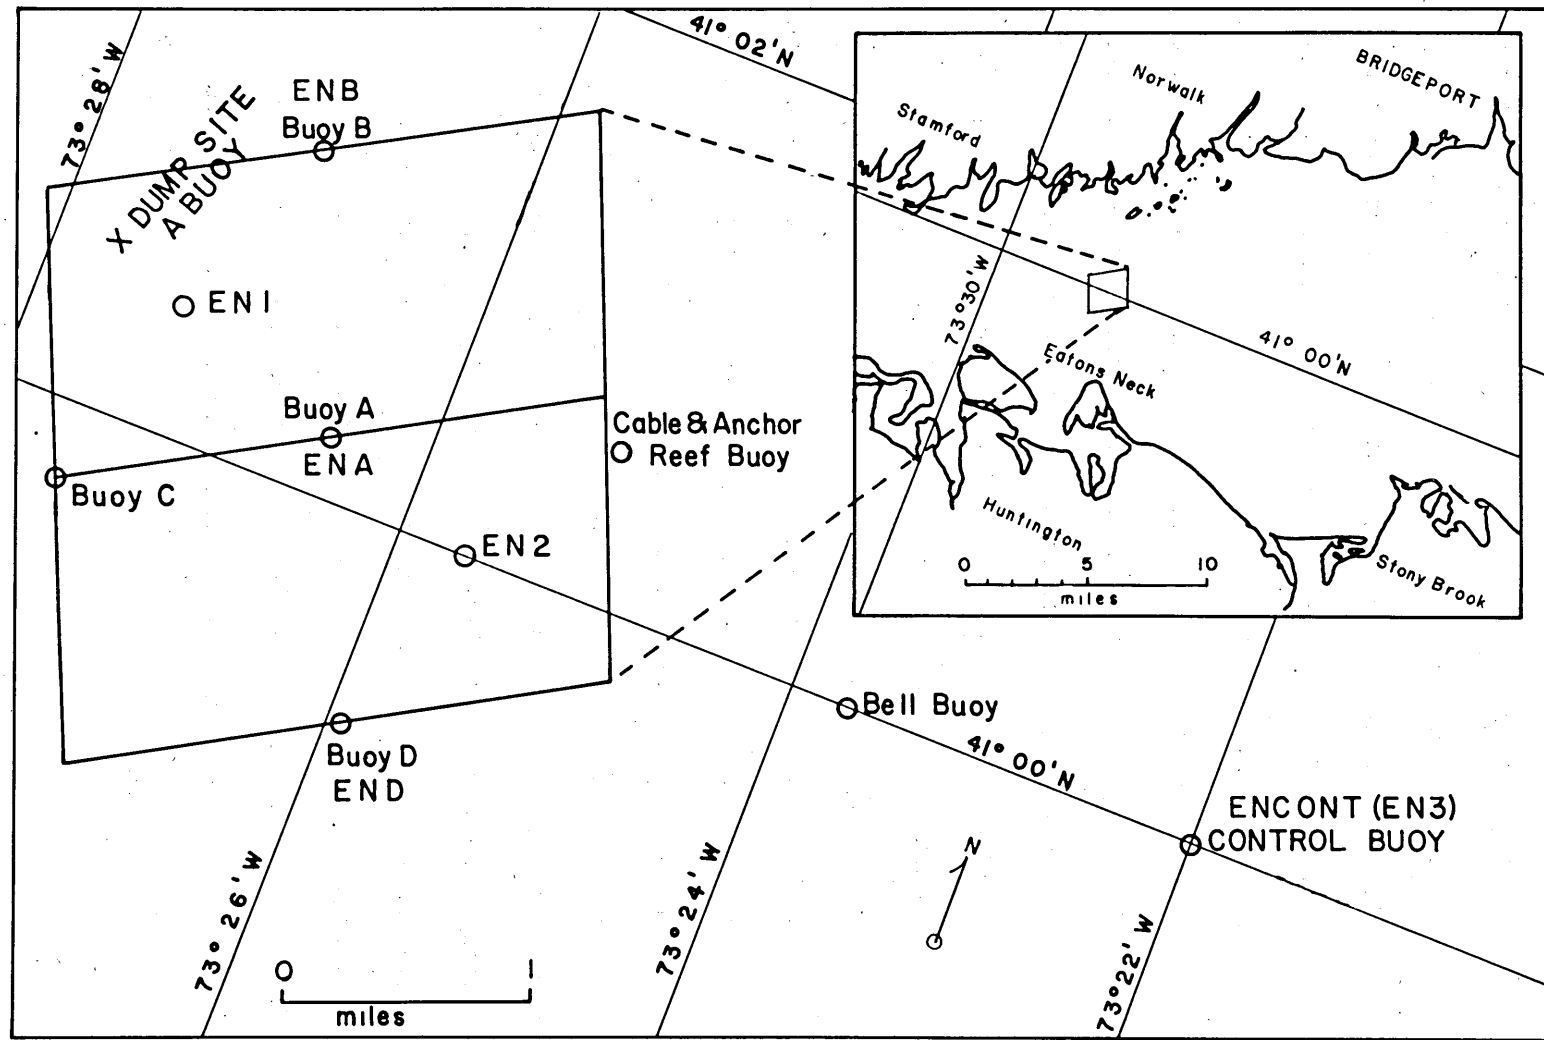 41° 02'N
73° 28' W
ENB
Buoy B
X DUMP SITE
A BUOY
EN1
Buoy A
ENA
Buoy C
Cable & Anchor
Reef Buoy
EN2
Buoy D
END
Bell Buoy
41° 00'N
ENCONT (EN3)
CONTROL BUOY
73° 26' W
73° 24' W
73° 22' W
N
0 1
miles
Stamford
Norwalk
BRIDGEPORT
73° 30' W
41° 00'N
Eatons Neck
Huntington
Stony Brook
0 5 10
miles